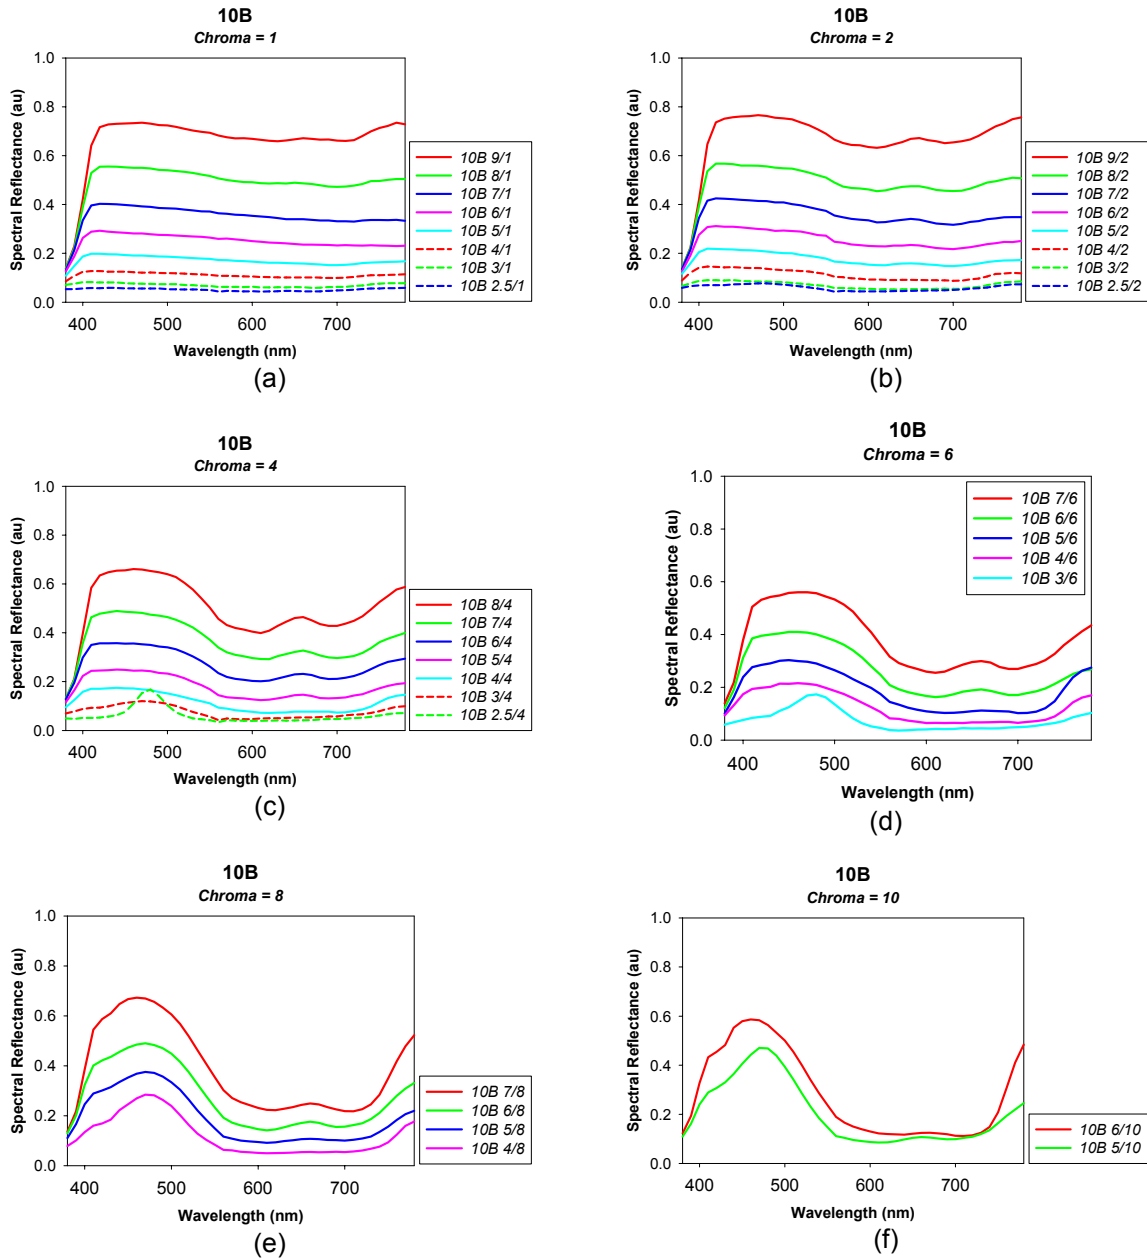 10B
Chroma = 1
Spectral Reflectance (au)
1.0
0.8
0.6
0.4
0.2
0.0
400
500
600
700
Wavelength (nm)
10B 9/1
10B 8/1
10B 7/1
10B 6/1
10B 5/1
10B 4/1
10B 3/1
10B 2.5/1
(a)
10B
Chroma = 2
Spectral Reflectance (au)
1.0
0.8
0.6
0.4
0.2
0.0
400
500
600
700
Wavelength (nm)
10B 9/2
10B 8/2
10B 7/2
10B 6/2
10B 5/2
10B 4/2
10B 3/2
10B 2.5/2
(b)
10B
Chroma = 4
Spectral Reflectance (au)
1.0
0.8
0.6
0.4
0.2
0.0
400
500
600
700
Wavelength (nm)
10B 8/4
10B 7/4
10B 6/4
10B 5/4
10B 4/4
10B 3/4
10B 2.5/4
(c)
10B
Chroma = 6
Spectral Reflectance (au)
1.0
0.8
0.6
0.4
0.2
0.0
400
500
600
700
Wavelength (nm)
10B 7/6
10B 6/6
10B 5/6
10B 4/6
10B 3/6
(d)
10B
Chroma = 8
Spectral Reflectance (au)
1.0
0.8
0.6
0.4
0.2
0.0
400
500
600
700
Wavelength (nm)
10B 7/8
10B 6/8
10B 5/8
10B 4/8
(e)
10B
Chroma = 10
Spectral Reflectance (au)
1.0
0.8
0.6
0.4
0.2
0.0
400
500
600
700
Wavelength (nm)
10B 6/10
10B 5/10
(f)